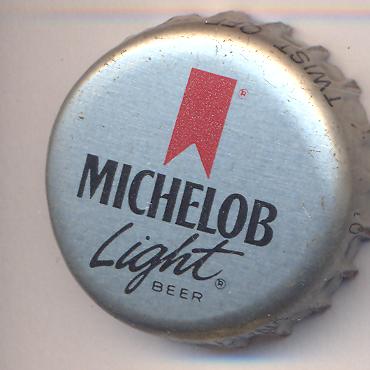 ®
MICHELOB
Light®
BEER
TWIST OFF